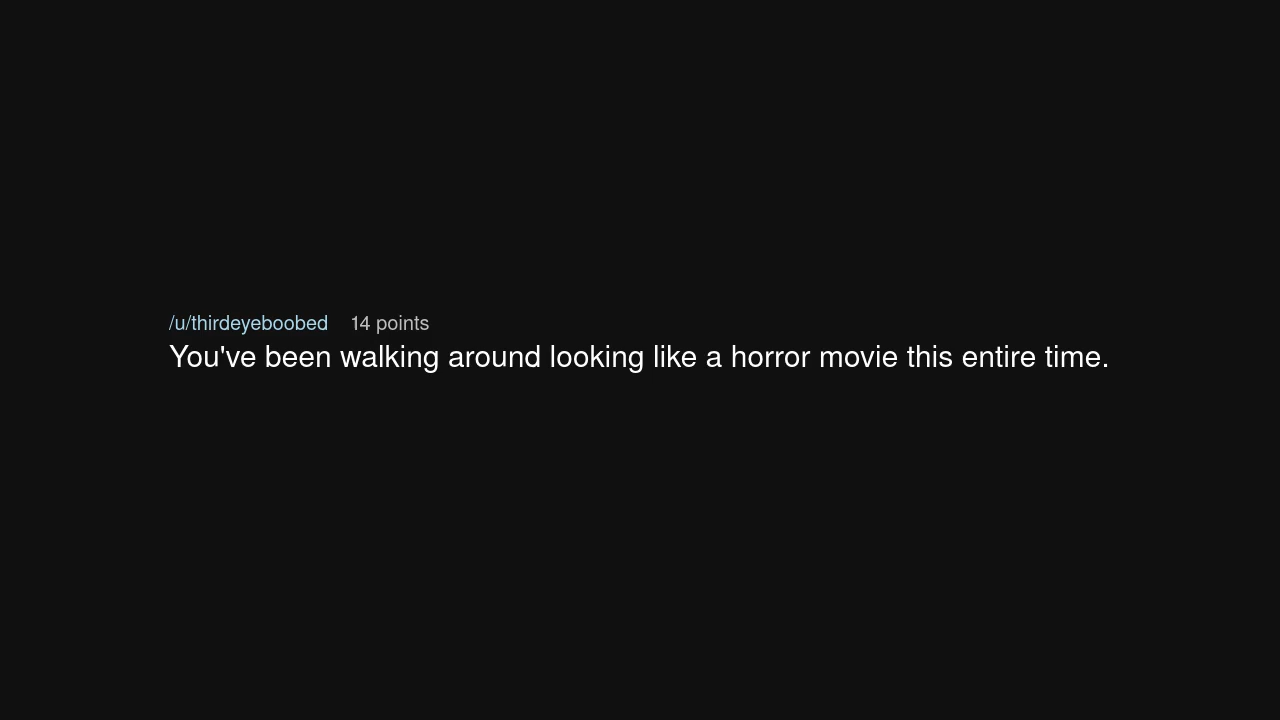 /u/thirdeyeboobed 14 points
You've been walking around looking like a horror movie this entire time.